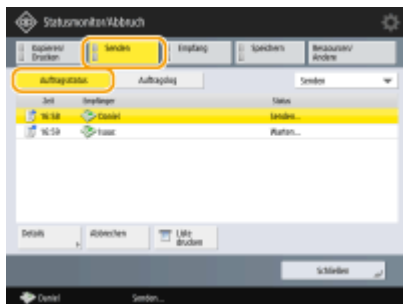 Statusmonitor/Abbruch
Kopieren/
Drucken
Senden
Empfang
Speichern
Ressourcen/
Andere
Auftragsstatus
Auftragslog
Senden
Zeit
Empfänger
Status
16:58
Daniel
Senden...
16:59
Isaac
Warten...
Details
Abbrechen
Liste
drucken
Schließen
Daniel
Senden...